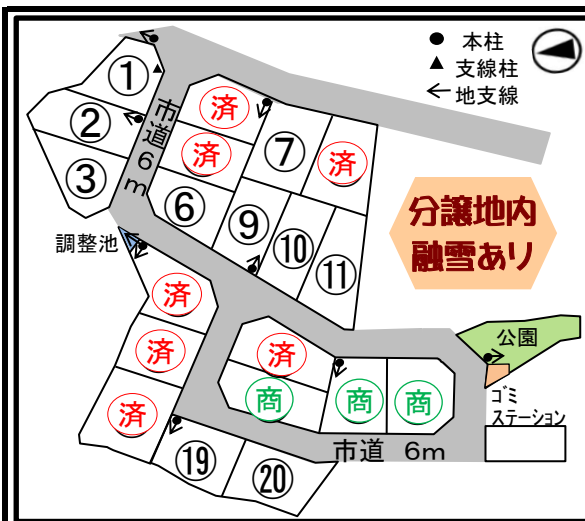 ● 本柱
▲ 支線柱
← 地支線
①
②
③
市道 6m
済
済
⑦
済
⑥
⑨
⑩
⑪
分譲地内
融雪あり
調整池
済
済
済
済
商
商
商
公園
ゴミ
ステーション
市道 6m
⑲
⑳